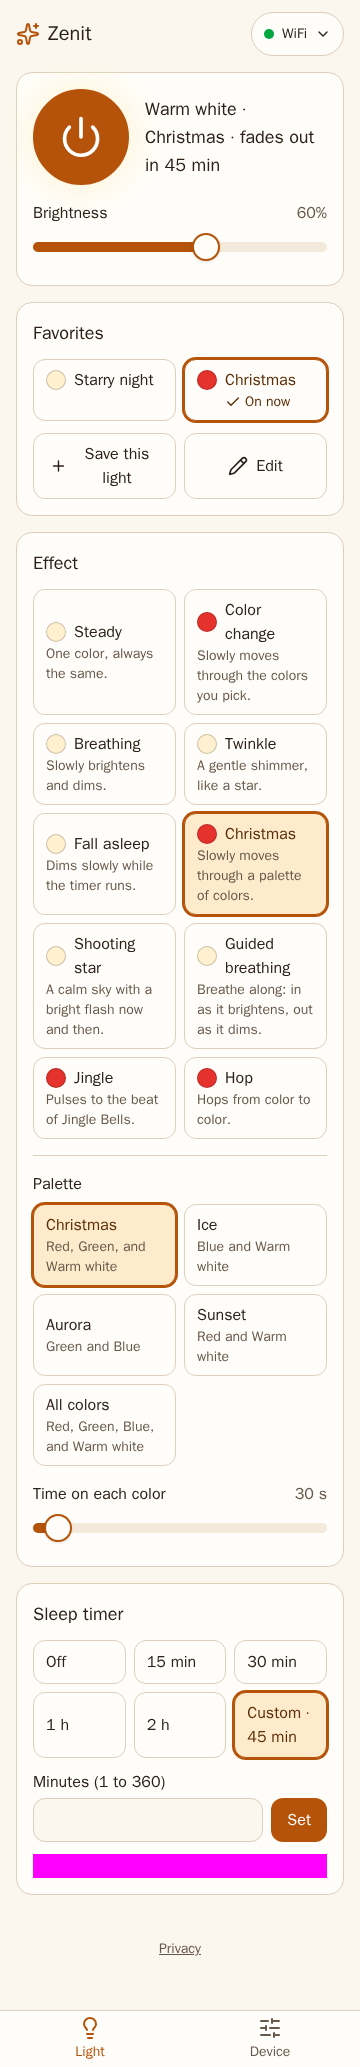 Zenit
WiFi
Warm white ·
Christmas · fades out
in 45 min
Brightness
60%
Favorites
Starry night
Christmas
On now
Save this
light
Edit
Effect
Steady
One color, always
the same.
Color
change
Slowly moves
through the colors
you pick.
Breathing
Slowly brightens
and dims.
Twinkle
A gentle shimmer,
like a star.
Fall asleep
Dims slowly while
the timer runs.
Christmas
Slowly moves
through a palette
of colors.
Shooting
star
A calm sky with a
bright flash now
and then.
Guided
breathing
Breathe along: in
as it brightens, out
as it dims.
Jingle
Pulses to the beat
of Jingle Bells.
Hop
Hops from color to
color.
Palette
Christmas
Red, Green, and
Warm white
Ice
Blue and Warm
white
Aurora
Green and Blue
Sunset
Red and Warm
white
All colors
Red, Green, Blue,
and Warm white
Time on each color
30 s
Sleep timer
Off
15 min
30 min
1 h
2 h
Custom ·
45 min
Minutes (1 to 360)
Set
Privacy
Light
Device